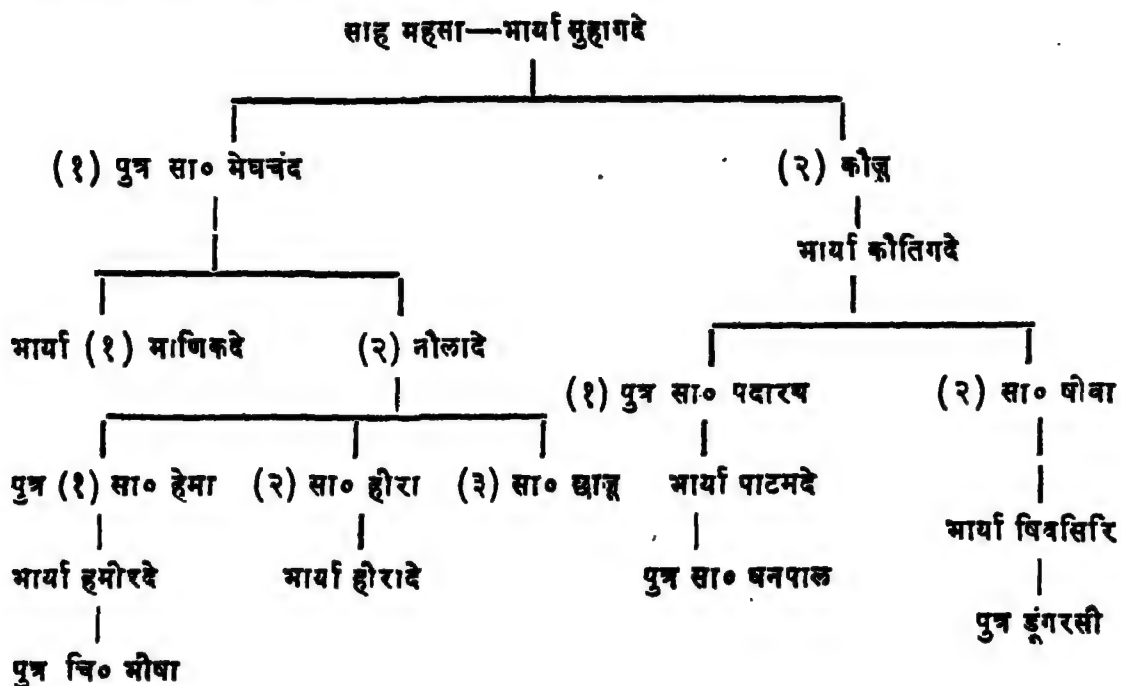 साह महसा—भार्या सुहागदे
(१) पुत्र सा० मेघचंद (२) कौजू
भार्या कौतिगदे
भार्या (१) माणिकदे (२) नौलादे
(१) पुत्र सा० पदारथ (२) सा० षोवा
पुत्र (१) सा० हेमा (२) सा० हीरा (३) सा० छाजू भार्या पाटमदे
भार्या षिवसिरि
भार्या हमीरदे भार्या हीरादे पुत्र सा० धनपाल
पुत्र डूंगरसी
पुत्र चि० भीषा